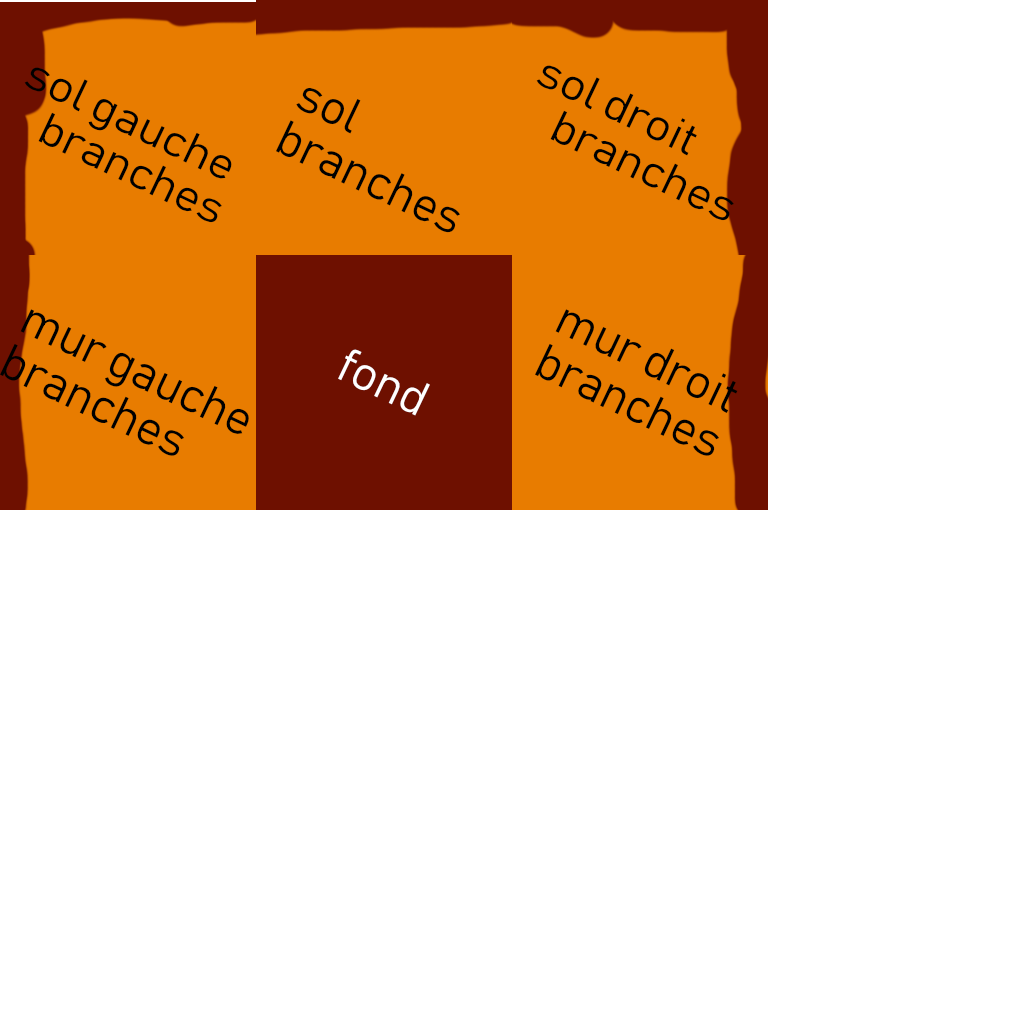 sol gauche
branches
sol
branches
sol droit
branches
mur gauche
branches
fond
mur droit
branches